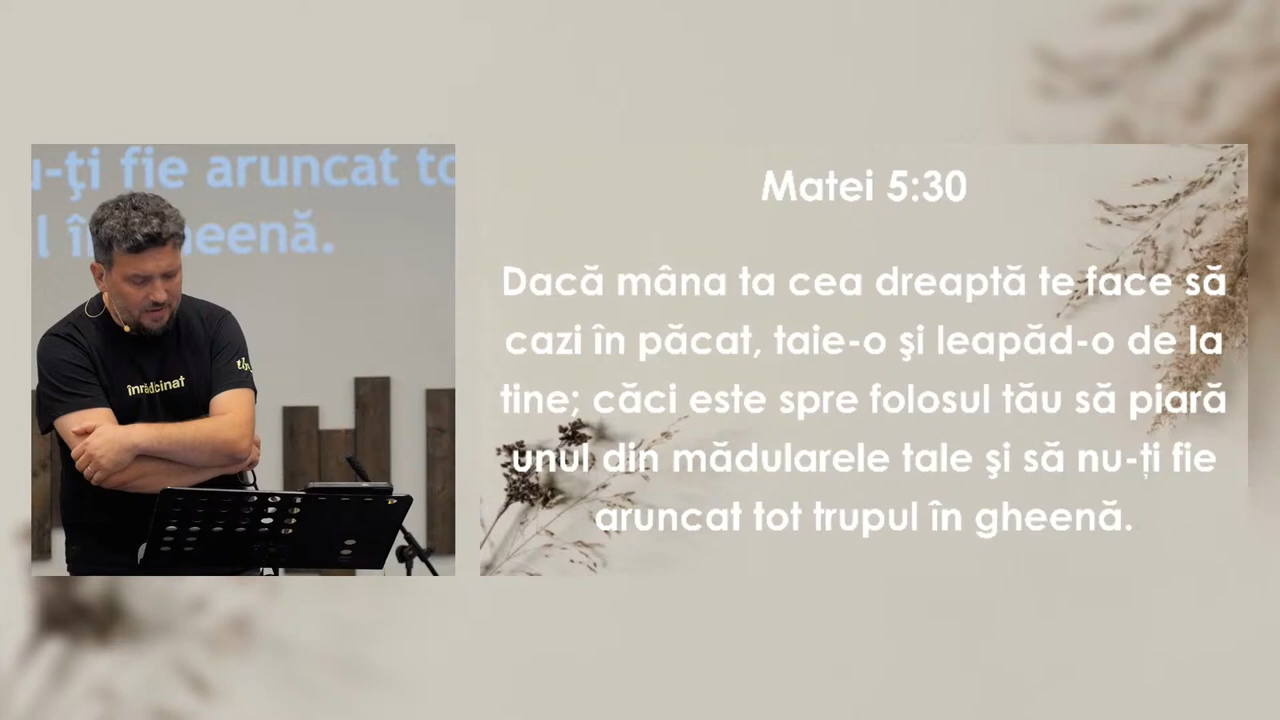 u-ţi fie aruncat to
l în gheenă.
înrădcinat
Matei 5:30
Dacă mâna ta cea dreaptă te face să
cazi în păcat, taie-o şi leapăd-o de la
tine; căci este spre folosul tău să piară
unul din mădularele tale şi să nu-ţi fie
aruncat tot trupul în gheenă.